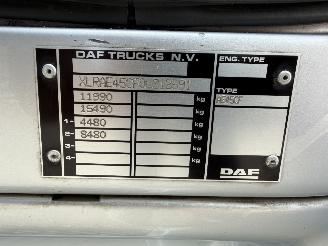 DAF TRUCKS N.V.
ENG. TYPE
11990 kg
TYPE
15490 kg
1- 4480 kg
2- 8480 kg
3- kg
4- kg
DAF